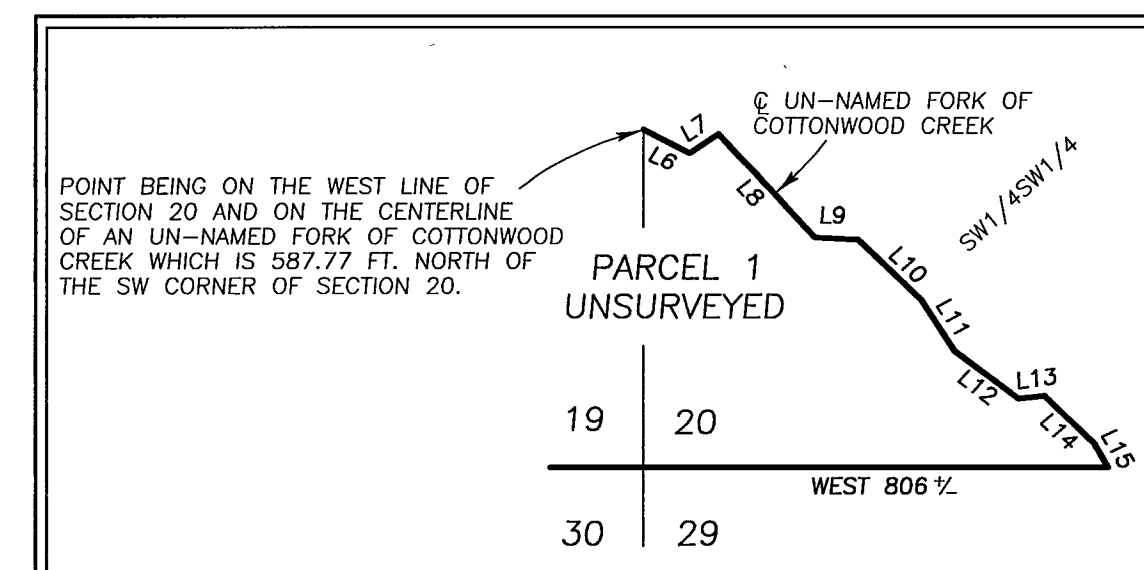 ℄ UN-NAMED FORK OF
COTTONWOOD CREEK
POINT BEING ON THE WEST LINE OF
SECTION 20 AND ON THE CENTERLINE
OF AN UN-NAMED FORK OF COTTONWOOD
CREEK WHICH IS 587.77 FT. NORTH OF
THE SW CORNER OF SECTION 20.
L6
L7
L8
L9
SW1/4SW1/4
PARCEL 1
UNSURVEYED
L10
L11
L12
L13
L14
L15
19
20
WEST 806 +/-
30
29